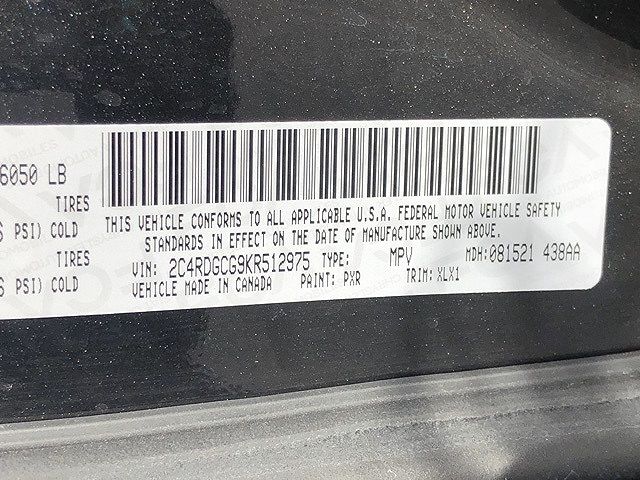 6050 LB
TIRES
PSI) COLD
TIRES
PSI) COLD
THIS VEHICLE CONFORMS TO ALL APPLICABLE U.S.A. FEDERAL MOTOR VEHICLE SAFETY
STANDARDS IN EFFECT ON THE DATE OF MANUFACTURE SHOWN ABOVE.
VIN: 2C4RDGCG9KR512975 TYPE: MPV MDH:081521 438AA
VEHICLE MADE IN CANADA PAINT: PXR TRIM: XLX1